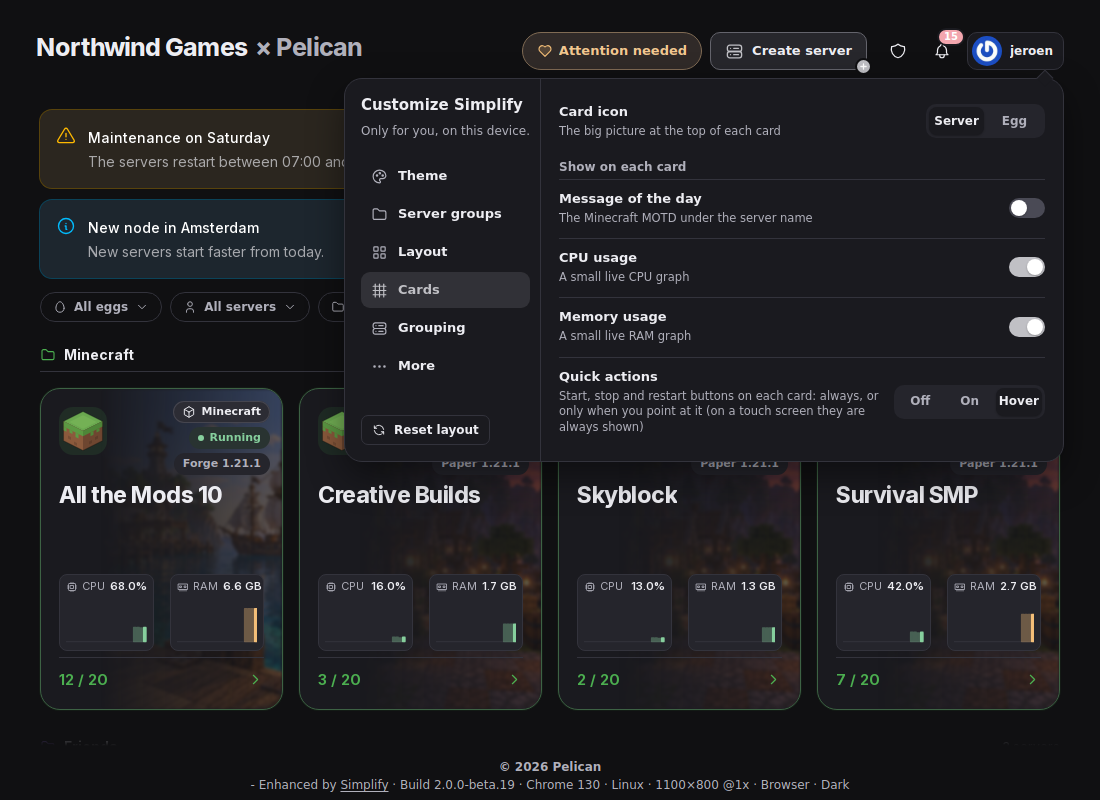 Northwind Games × Pelican
Attention needed
Create server
15
jeroen
Maintenance on Saturday
The servers restart between 07:00 and
New node in Amsterdam
New servers start faster from today.
All eggs
All servers
Customize Simplify
Only for you, on this device.
Theme
Server groups
Layout
Cards
Grouping
More
Reset layout
Card icon
The big picture at the top of each card
Server
Egg
Show on each card
Message of the day
The Minecraft MOTD under the server name
CPU usage
A small live CPU graph
Memory usage
A small live RAM graph
Quick actions
Start, stop and restart buttons on each card: always, or
only when you point at it (on a touch screen they are
always shown)
Off
On
Hover
Minecraft
Minecraft
Running
Forge 1.21.1
All the Mods 10
CPU 68.0%
RAM 6.6 GB
12 / 20
Paper 1.21.1
Creative Builds
CPU 16.0%
RAM 1.7 GB
3 / 20
Paper 1.21.1
Skyblock
CPU 13.0%
RAM 1.3 GB
2 / 20
Paper 1.21.1
Survival SMP
CPU 42.0%
RAM 2.7 GB
7 / 20
Friends
© 2026 Pelican
- Enhanced by Simplify · Build 2.0.0-beta.19 · Chrome 130 · Linux · 1100×800 @1x · Browser · Dark